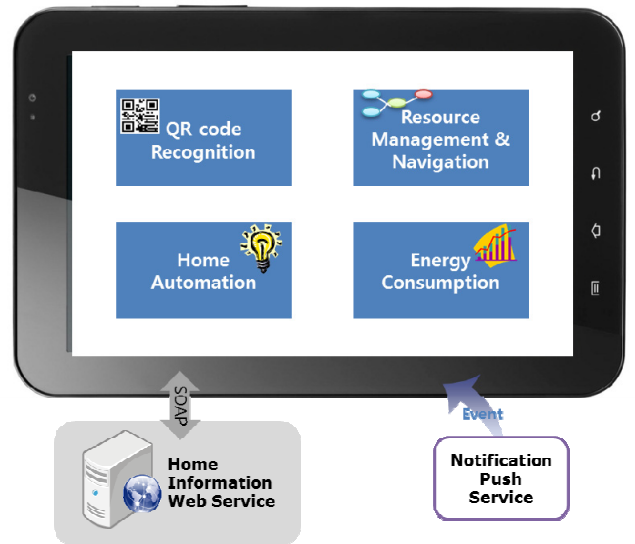 QR code
Recognition
Resource
Management &
Navigation
Home
Automation
Energy
Consumption
SOAP
Event
Home
Information
Web Service
Notification
Push
Service